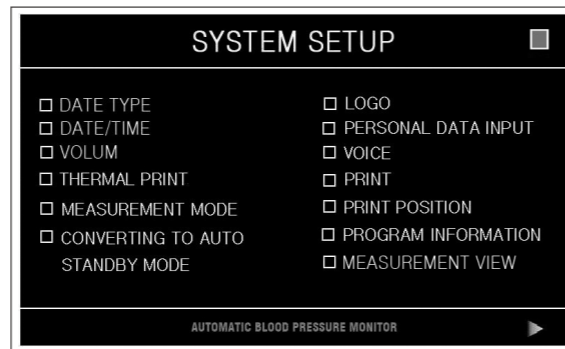 SYSTEM SETUP
DATE TYPE
DATE/TIME
VOLUM
THERMAL PRINT
MEASUREMENT MODE
CONVERTING TO AUTO
STANDBY MODE
LOGO
PERSONAL DATA INPUT
VOICE
PRINT
PRINT POSITION
PROGRAM INFORMATION
MEASUREMENT VIEW
AUTOMATIC BLOOD PRESSURE MONITOR